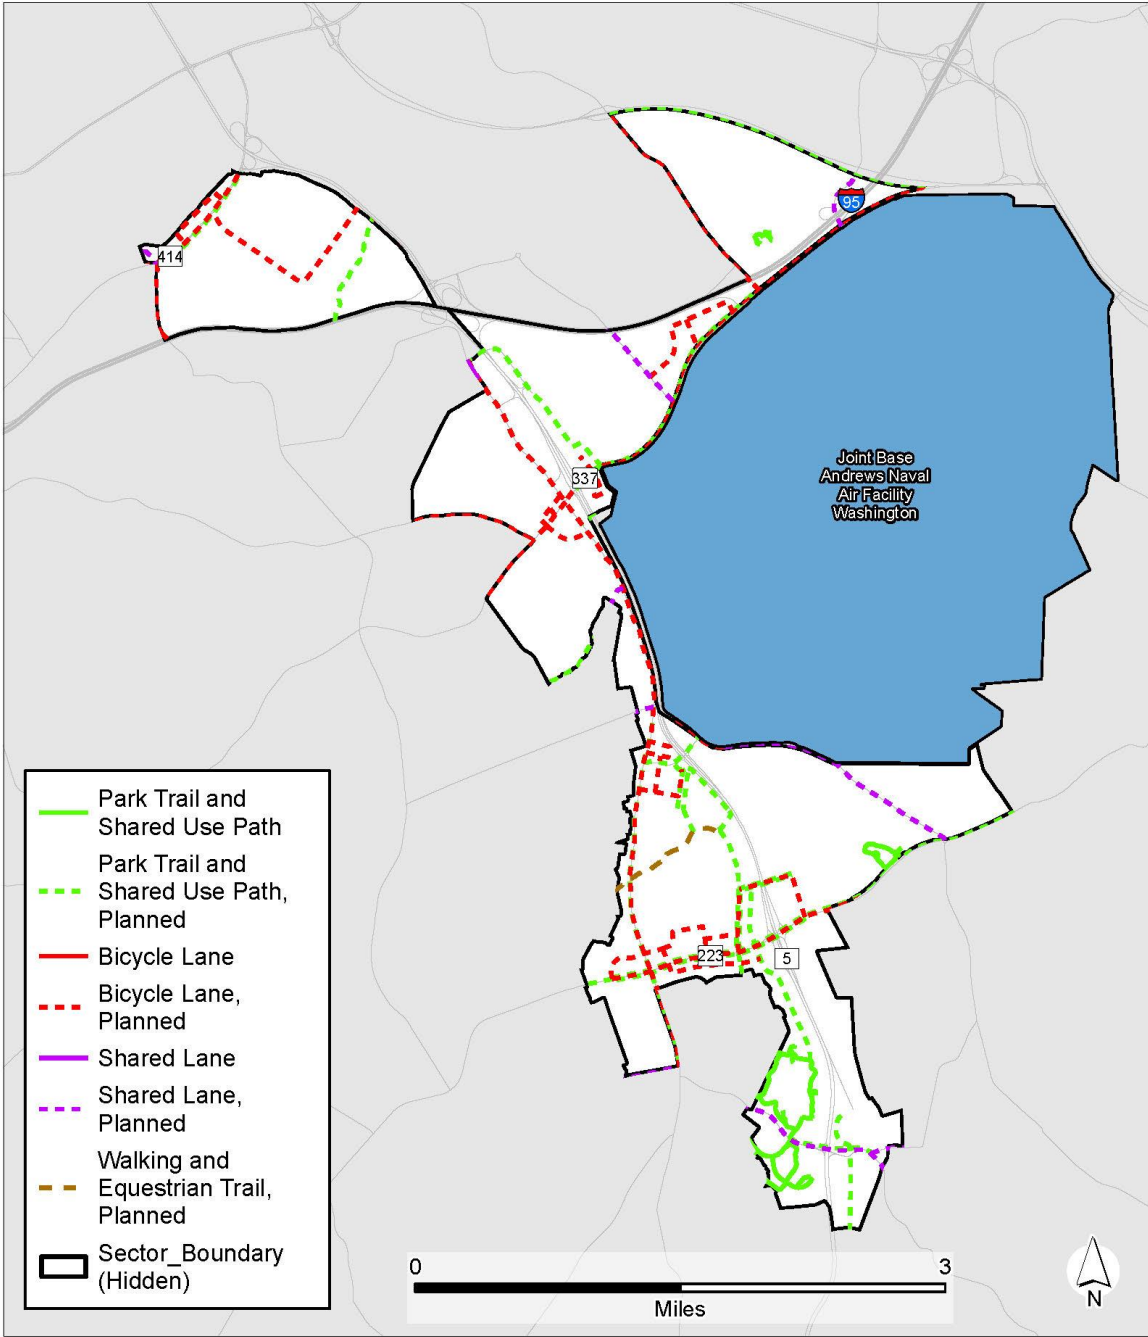 95
414
337
Joint Base
Andrews Naval
Air Facility
Washington
223
5
Park Trail and
Shared Use Path
Park Trail and
Shared Use Path,
Planned
Bicycle Lane
Bicycle Lane,
Planned
Shared Lane
Shared Lane,
Planned
Walking and
Equestrian Trail,
Planned
Sector_Boundary
(Hidden)
0 3
Miles
N